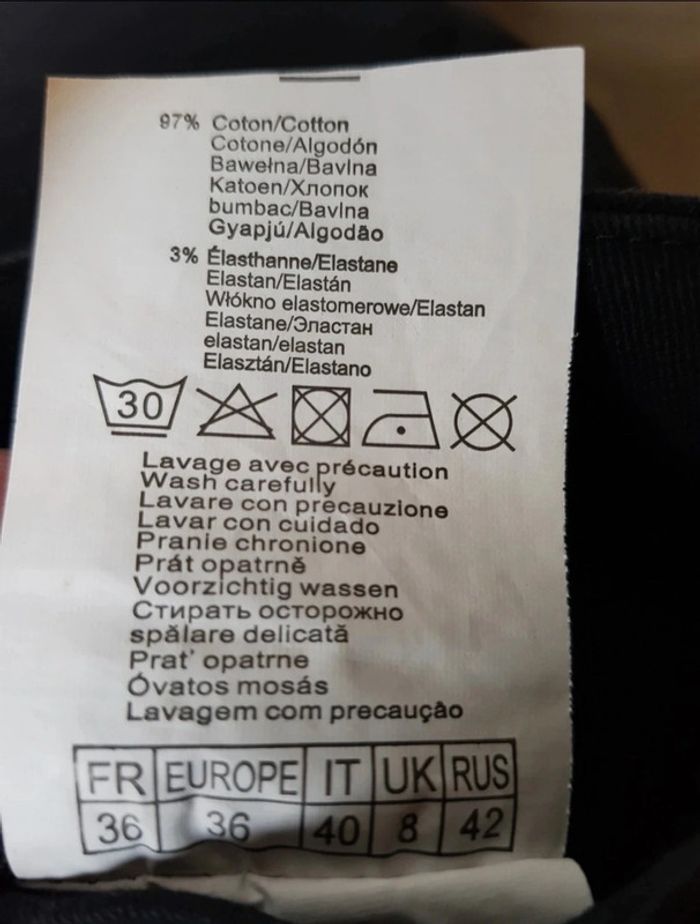 97% Coton/Cotton
Cotone/Algodón
Bawełna/Bavlna
Katoen/Хлопок
bumbac/Bavlna
Gyapjú/Algodão
3% Élasthanne/Elastane
Elastan/Elastán
Włókno elastomerowe/Elastan
Elastane/Эластан
elastan/elastan
Elasztán/Elastano
30
Lavage avec précaution
Wash carefully
Lavare con precauzione
Lavar con cuidado
Pranie chronione
Prát opatrně
Voorzichtig wassen
Стирать осторожно
spălare delicată
Prat' opatrne
Óvatos mosás
Lavagem com precaução
FR EUROPE IT UK RUS
36 36 40 8 42